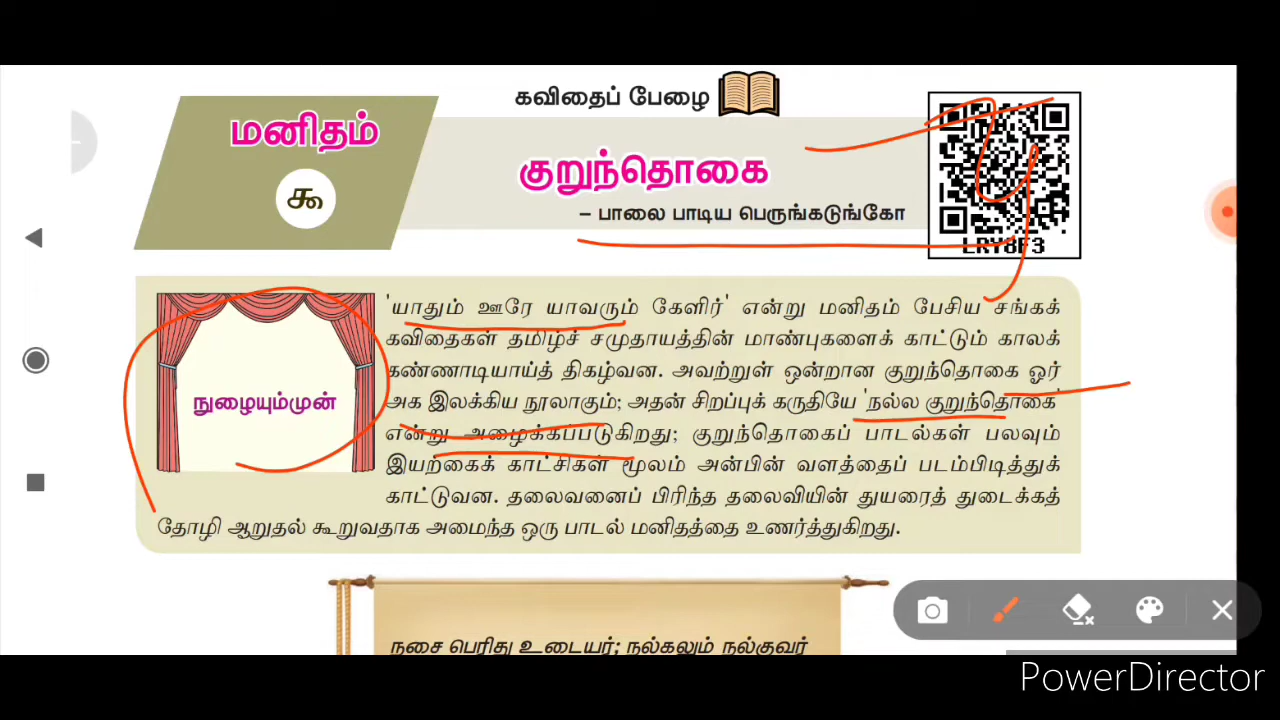 கவிதைப் பேழை
மனிதம்
௯
குறுந்தொகை
– பாலை பாடிய பெருங்கடுங்கோ
LRY8F3
நுழையும்முன்
'யாதும் ஊரே யாவரும் கேளிர்' என்று மனிதம் பேசிய சங்கக்
கவிதைகள் தமிழ்ச் சமுதாயத்தின் மாண்புகளைக் காட்டும் காலக்
கண்ணாடியாய்த் திகழ்வன. அவற்றுள் ஒன்றான குறுந்தொகை ஓர்
அக இலக்கிய நூலாகும்; அதன் சிறப்புக் கருதியே 'நல்ல குறுந்தொகை'
என்று அழைக்கப்படுகிறது; குறுந்தொகைப் பாடல்கள் பலவும்
இயற்கைக் காட்சிகள் மூலம் அன்பின் வளத்தைப் படம்பிடித்துக்
காட்டுவன. தலைவனைப் பிரிந்த தலைவியின் துயரைத் துடைக்கத்
தோழி ஆறுதல் கூறுவதாக அமைந்த ஒரு பாடல் மனிதத்தை உணர்த்துகிறது.
நசை பெரிது உடையர்; நல்கலும் நல்குவர்
PowerDirector